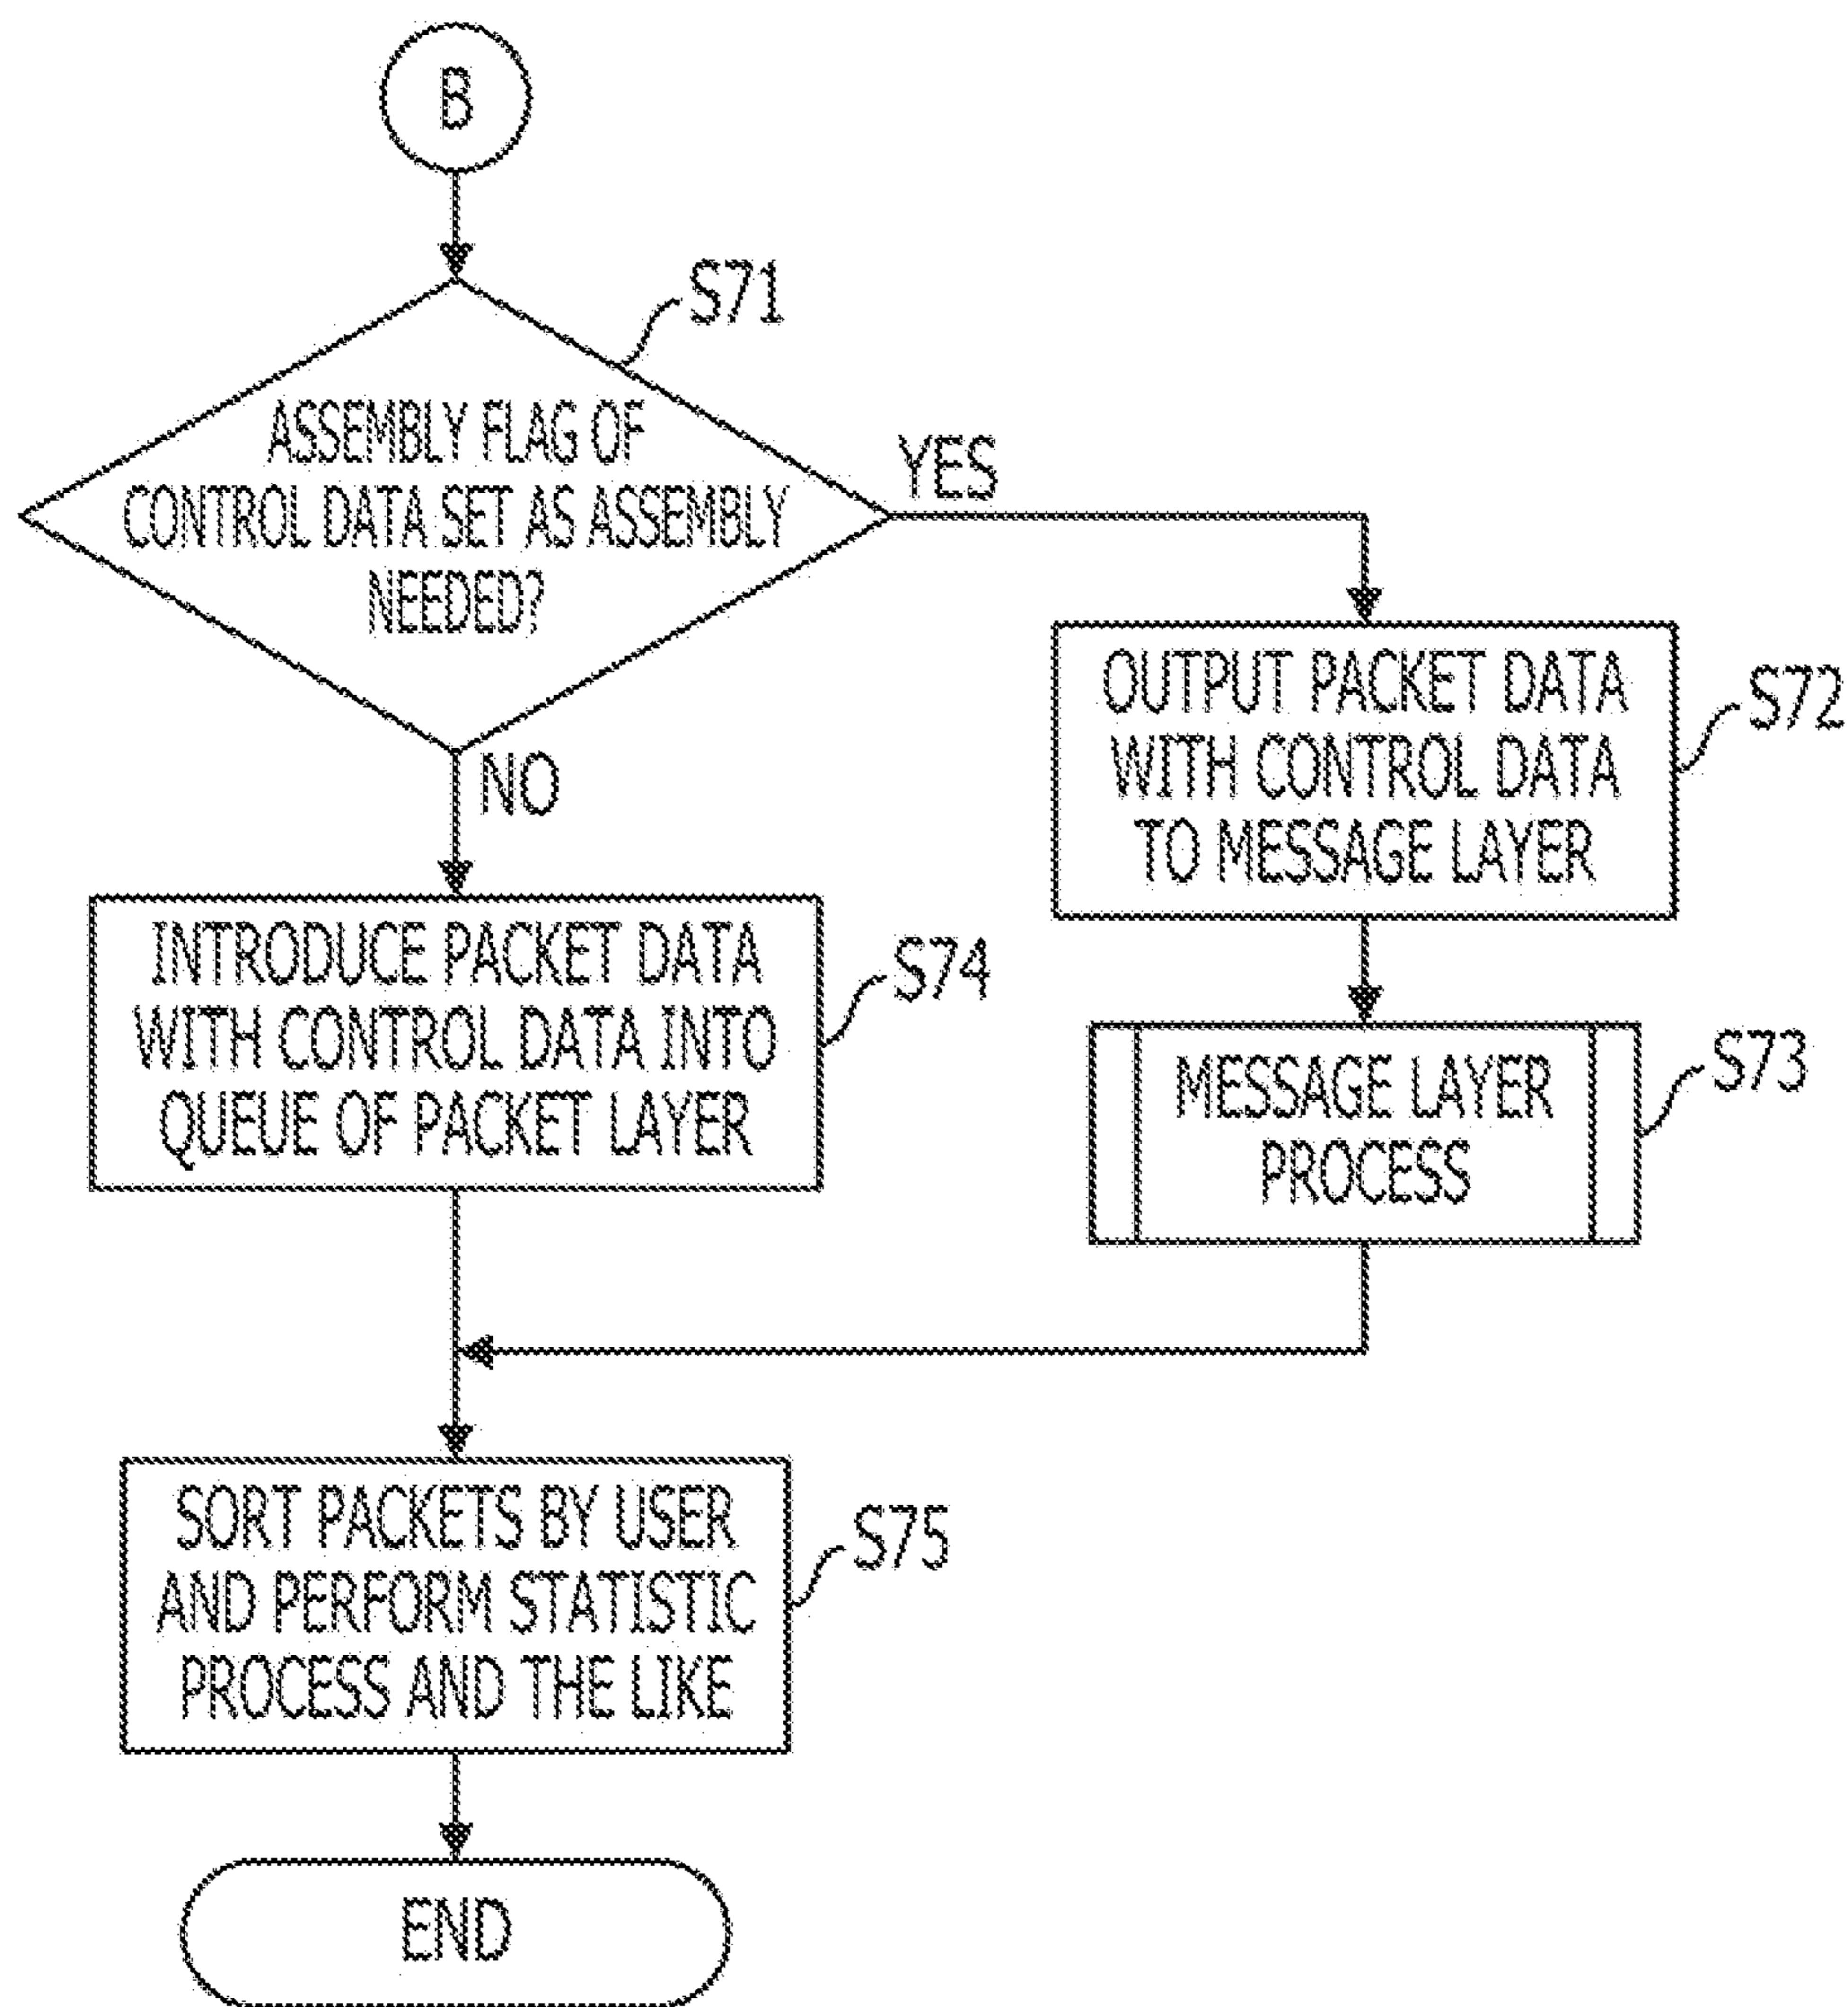 B
S71
ASSEMBLY FLAG OF
CONTROL DATA SET AS ASSEMBLY
NEEDED?
YES
NO
OUTPUT PACKET DATA
WITH CONTROL DATA
TO MESSAGE LAYER
S72
INTRODUCE PACKET DATA
WITH CONTROL DATA INTO
QUEUE OF PACKET LAYER
S74
MESSAGE LAYER
PROCESS
S73
SORT PACKETS BY USER
AND PERFORM STATISTIC
PROCESS AND THE LIKE
S75
END